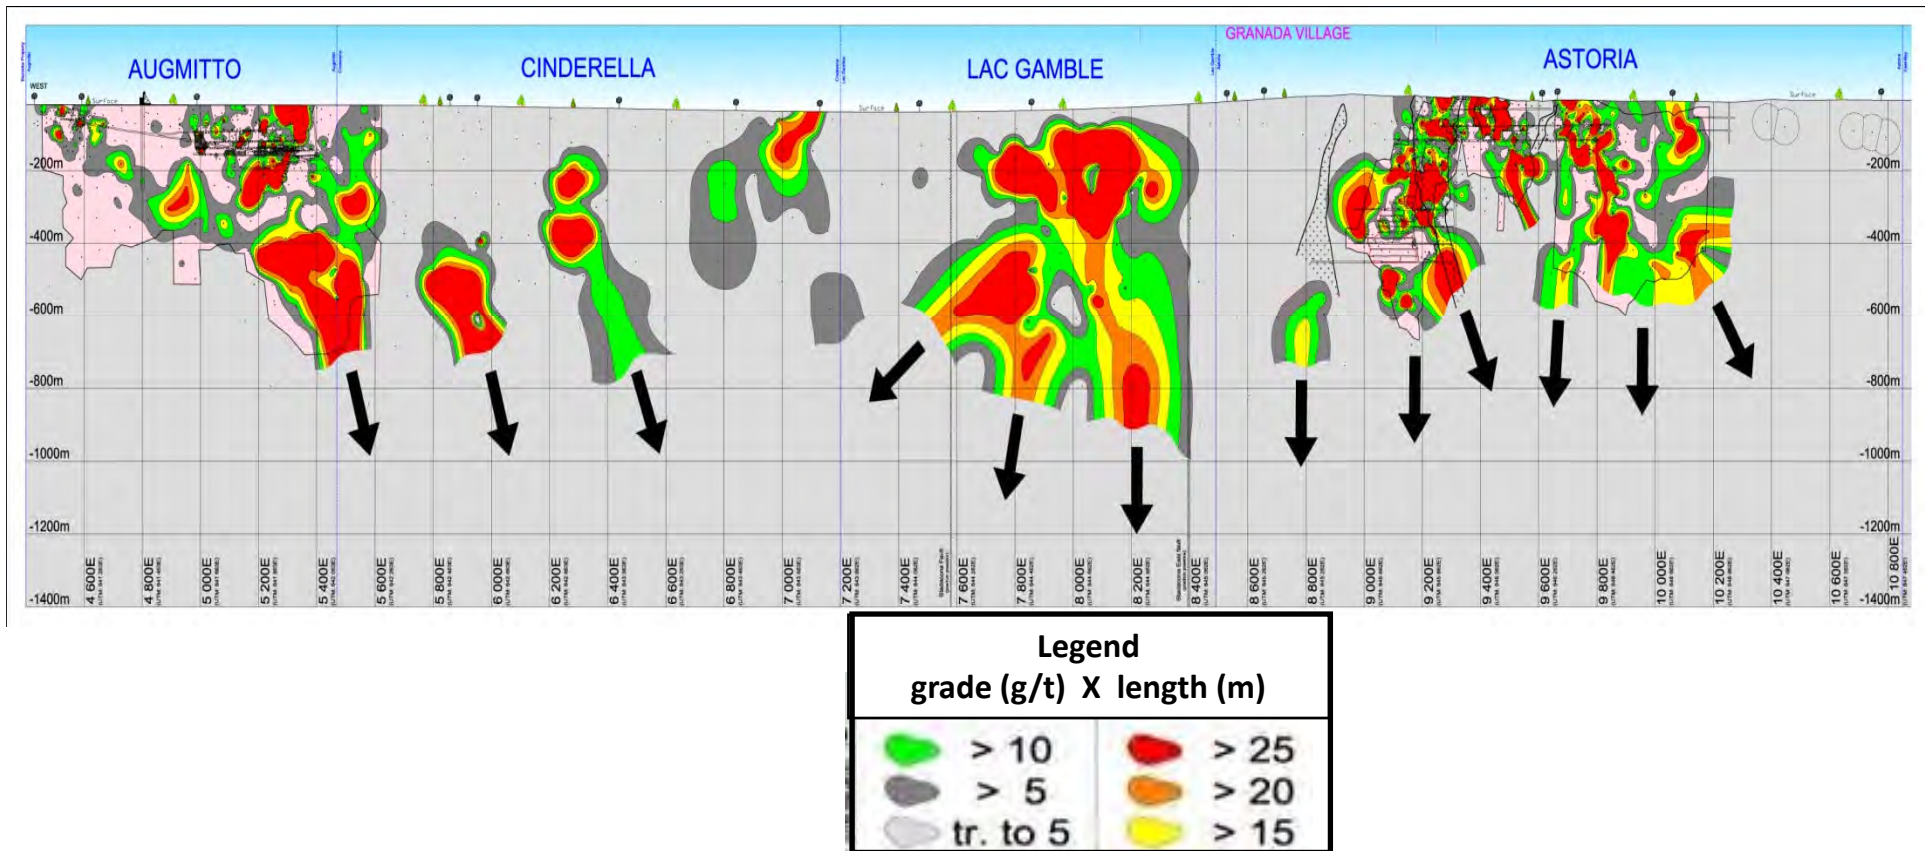 GRANADA VILLAGE
AUGMITTO
CINDERELLA
LAC GAMBLE
ASTORIA
WEST
Surface
Surface
Surface
-200m
-200m
-400m
-400m
-600m
-600m
-800m
-800m
-1000m
-1000m
-1200m
-1200m
-1400m
-1400m
4 600E
4 800E
5 000E
5 200E
5 400E
5 600E
5 800E
6 000E
6 200E
6 400E
6 600E
6 800E
7 000E
7 200E
7 400E
7 600E
7 800E
8 000E
8 200E
8 400E
8 600E
8 800E
9 000E
9 200E
9 400E
9 600E
9 800E
10 000E
10 200E
10 400E
10 600E
10 800E
Legend
grade (g/t) X length (m)
> 10
> 25
> 5
> 20
tr. to 5
> 15